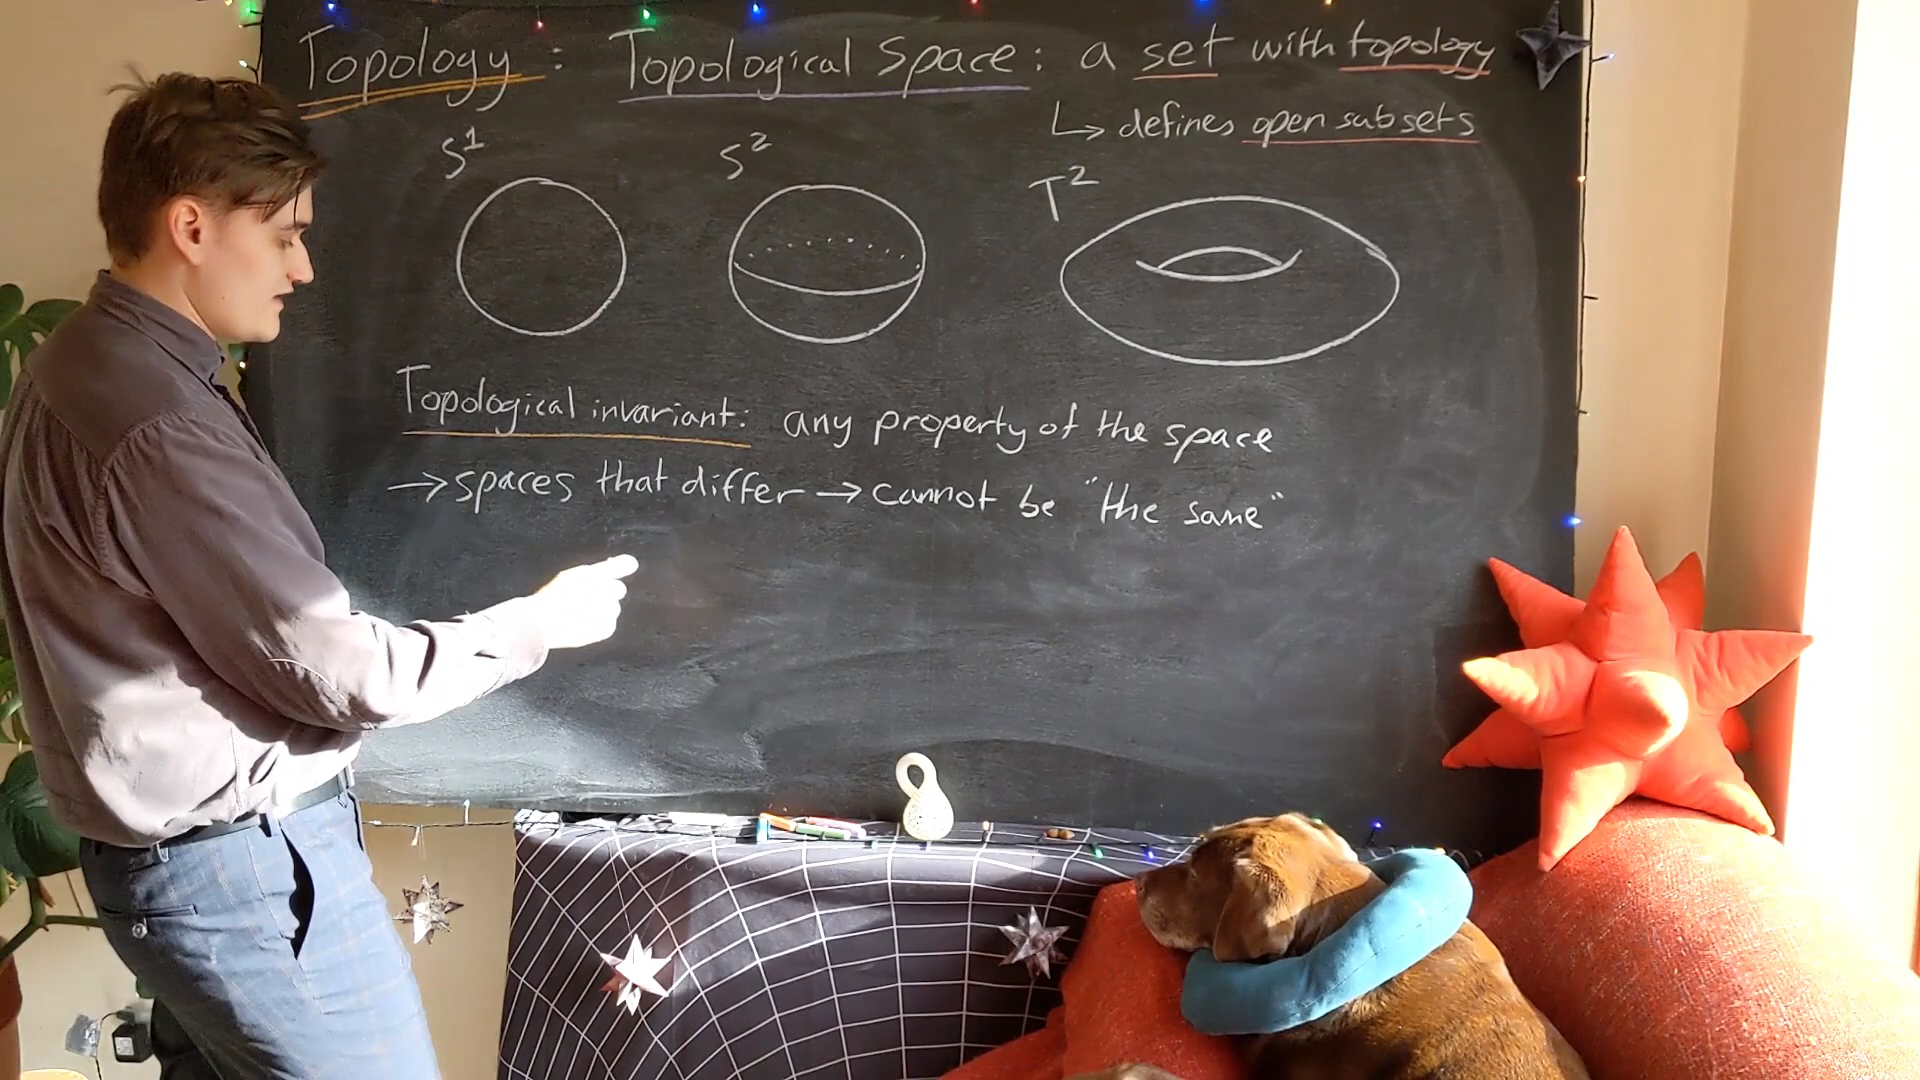 Topology : Topological Space : a set with topology
↳ defines open subsets
S¹ S² T²
Topological invariant: any property of the space
→ spaces that differ → cannot be "the same"